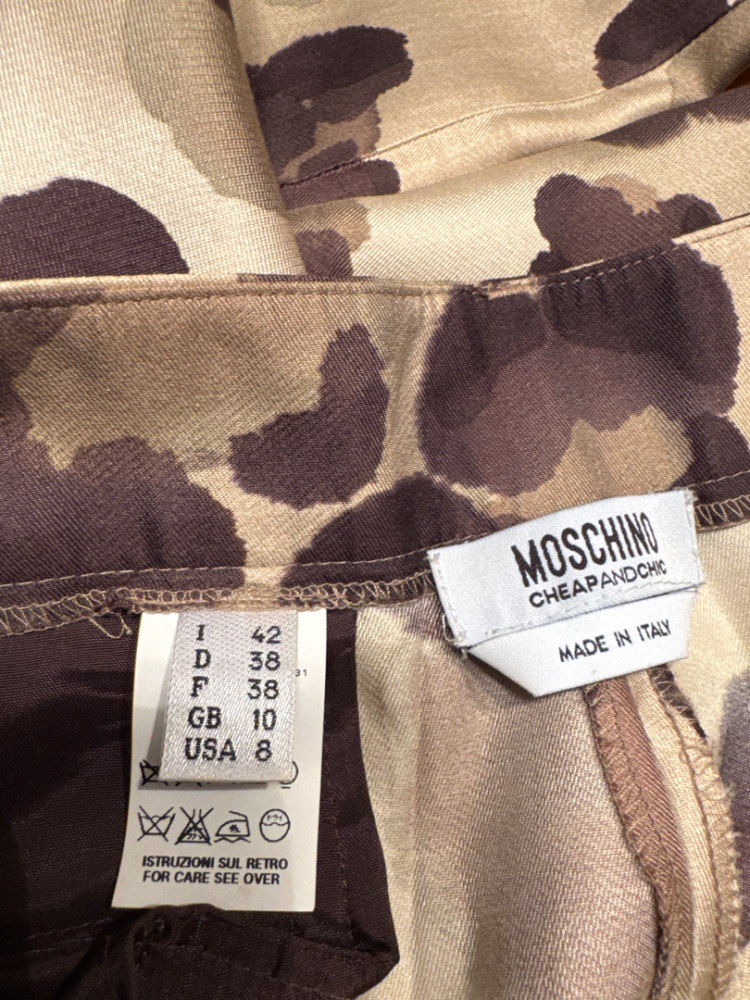 MOSCHINO
CHEAPANDCHIC
MADE IN ITALY
I 42
D 38
F 38
GB 10
USA 8
31
ISTRUZIONI SUL RETRO
FOR CARE SEE OVER